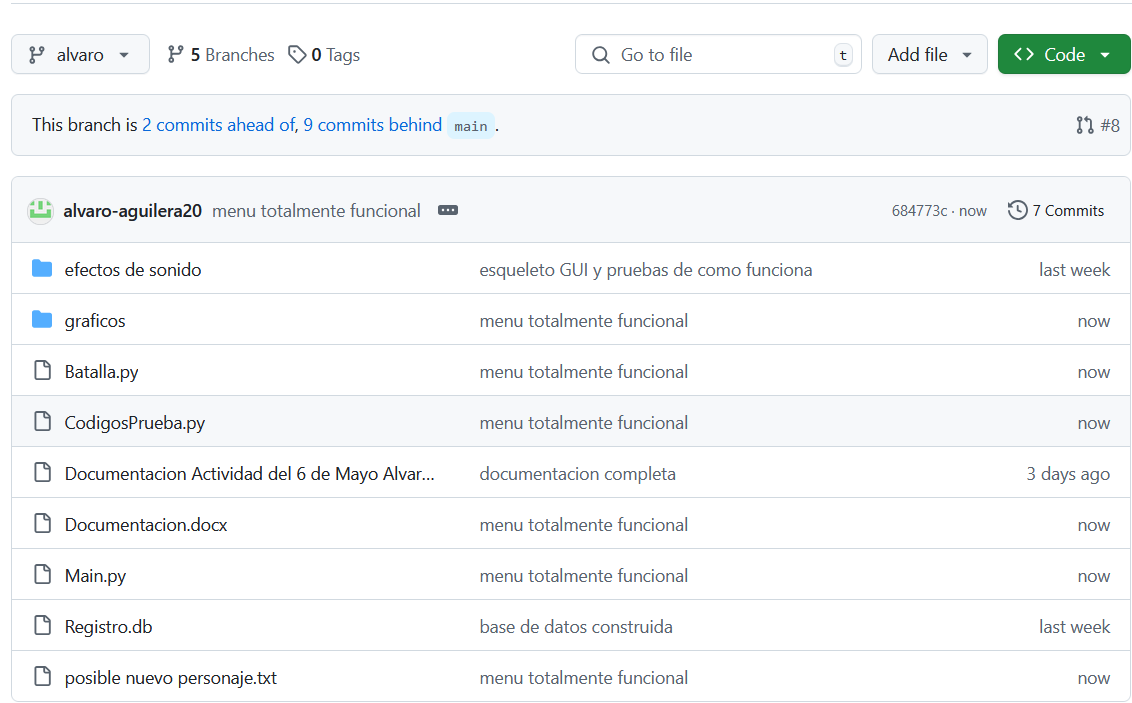 alvaro 5 Branches 0 Tags Go to file t Add file Code
This branch is 2 commits ahead of, 9 commits behind main . #8
alvaro-aguilera20 menu totalmente funcional 684773c · now 7 Commits
efectos de sonido esqueleto GUI y pruebas de como funciona last week
graficos menu totalmente funcional now
Batalla.py menu totalmente funcional now
CodigosPrueba.py menu totalmente funcional now
Documentacion Actividad del 6 de Mayo Alvar... documentacion completa 3 days ago
Documentacion.docx menu totalmente funcional now
Main.py menu totalmente funcional now
Registro.db base de datos construida last week
posible nuevo personaje.txt menu totalmente funcional now